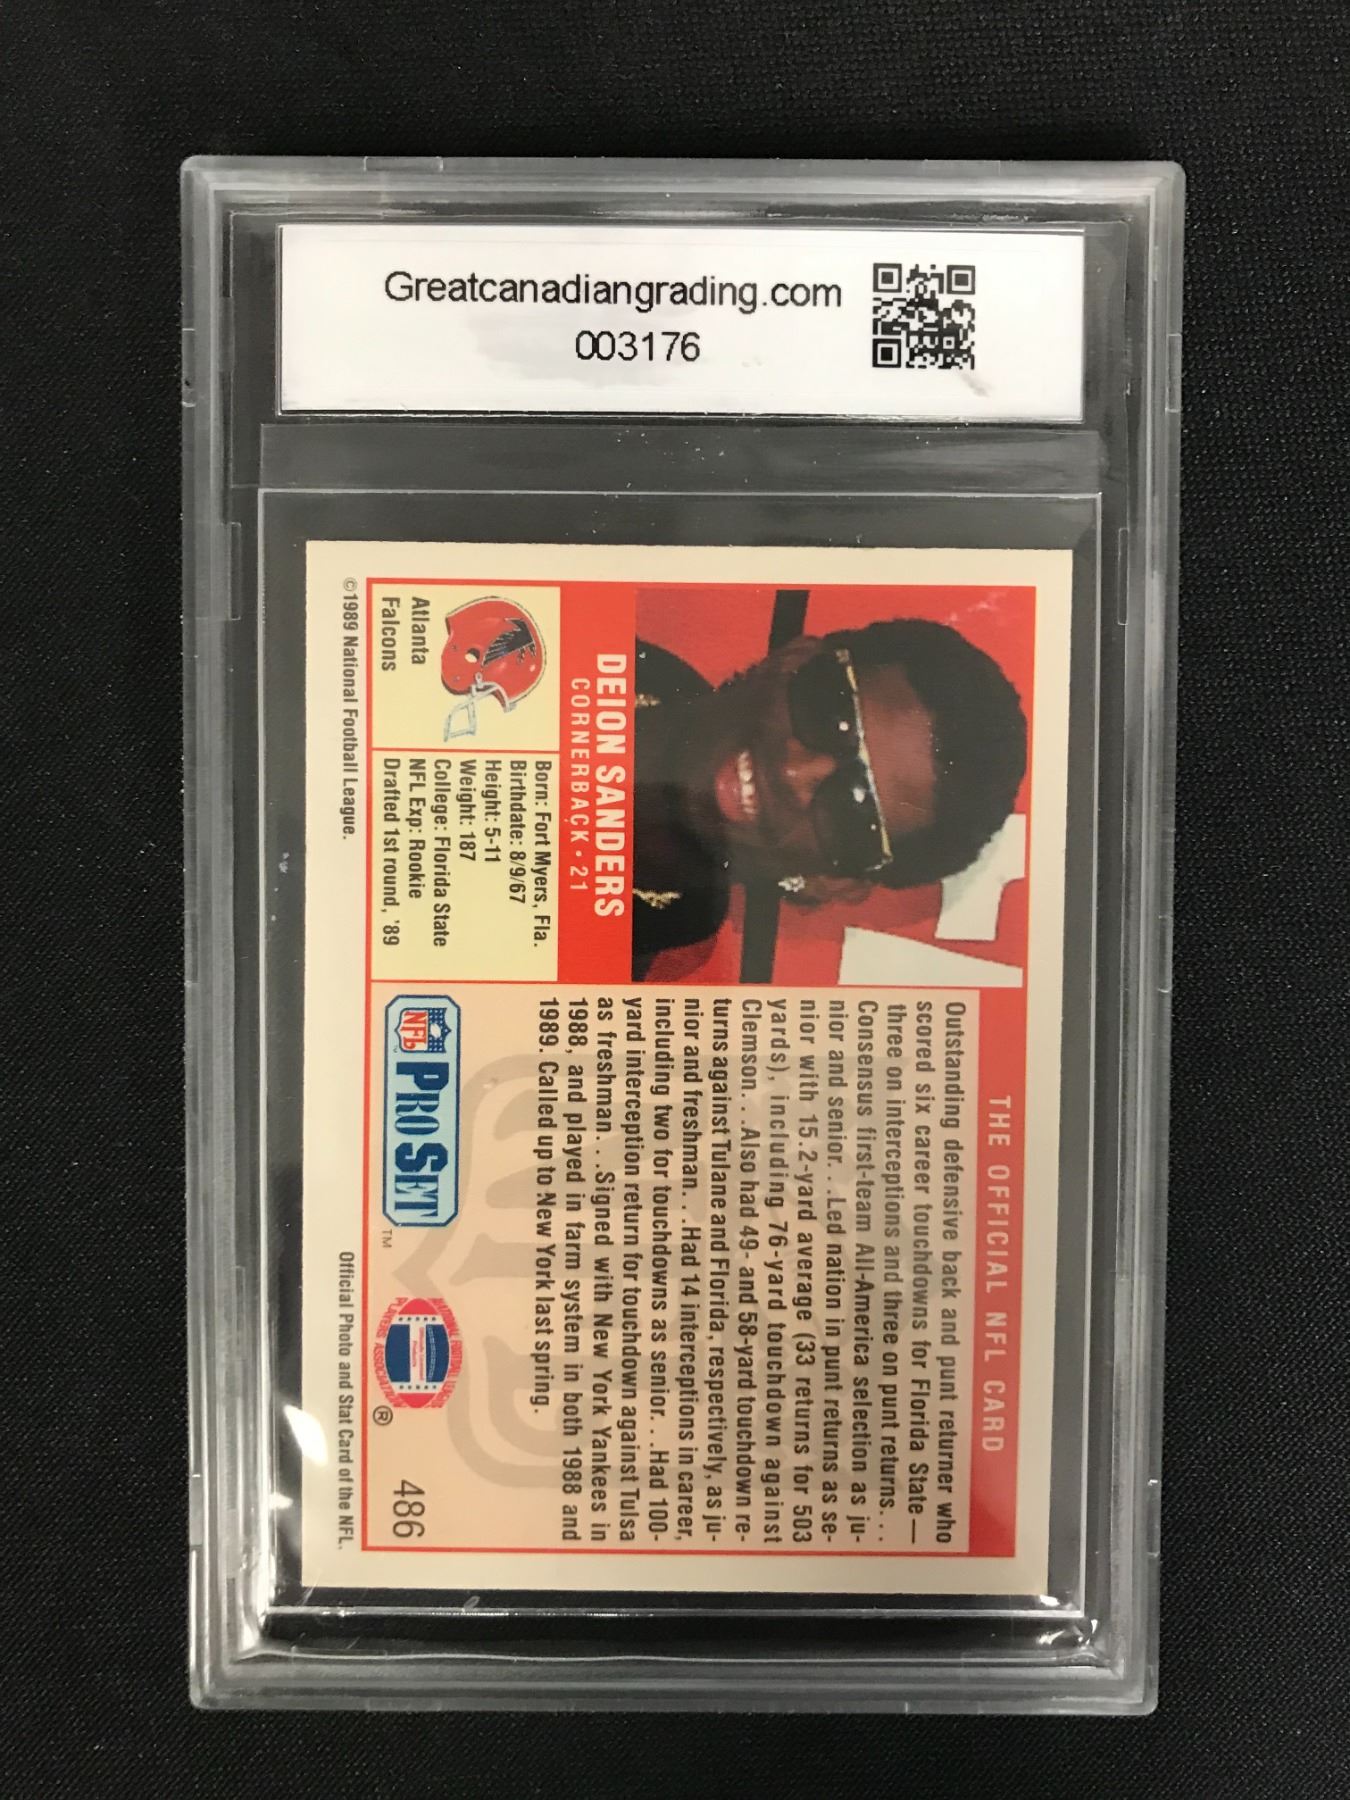 Greatcanadiangrading.com
003176
THE OFFICIAL NFL CARD
DEION SANDERS
CORNERBACK • 21
Atlanta
Falcons
Born: Fort Myers, Fla.
Birthdate: 8/9/67
Height: 5-11
Weight: 187
College: Florida State
NFL Exp: Rookie
Drafted 1st round, '89
Outstanding defensive back and punt returner who
scored six career touchdowns for Florida State—
three on interceptions and three on punt returns. . .
Consensus first-team All-America selection as ju-
nior and senior. . .Led nation in punt returns as se-
nior with 15.2-yard average (33 returns for 503
yards), including 76-yard touchdown against
Clemson. . .Also had 49- and 58-yard touchdown re-
turns against Tulane and Florida, respectively, as ju-
nior and freshman. . .Had 14 interceptions in career,
including two for touchdowns as senior. . .Had 100-
yard interception return for touchdown against Tulsa
as freshman. . .Signed with New York Yankees in
1988, and played in farm system in both 1988 and
1989. Called up to New York last spring.
NFL PRO SET ™
NATIONAL FOOTBALL LEAGUE
PLAYERS ASSOCIATION
®
486
©1989 National Football League.
Official Photo and Stat Card of the NFL.